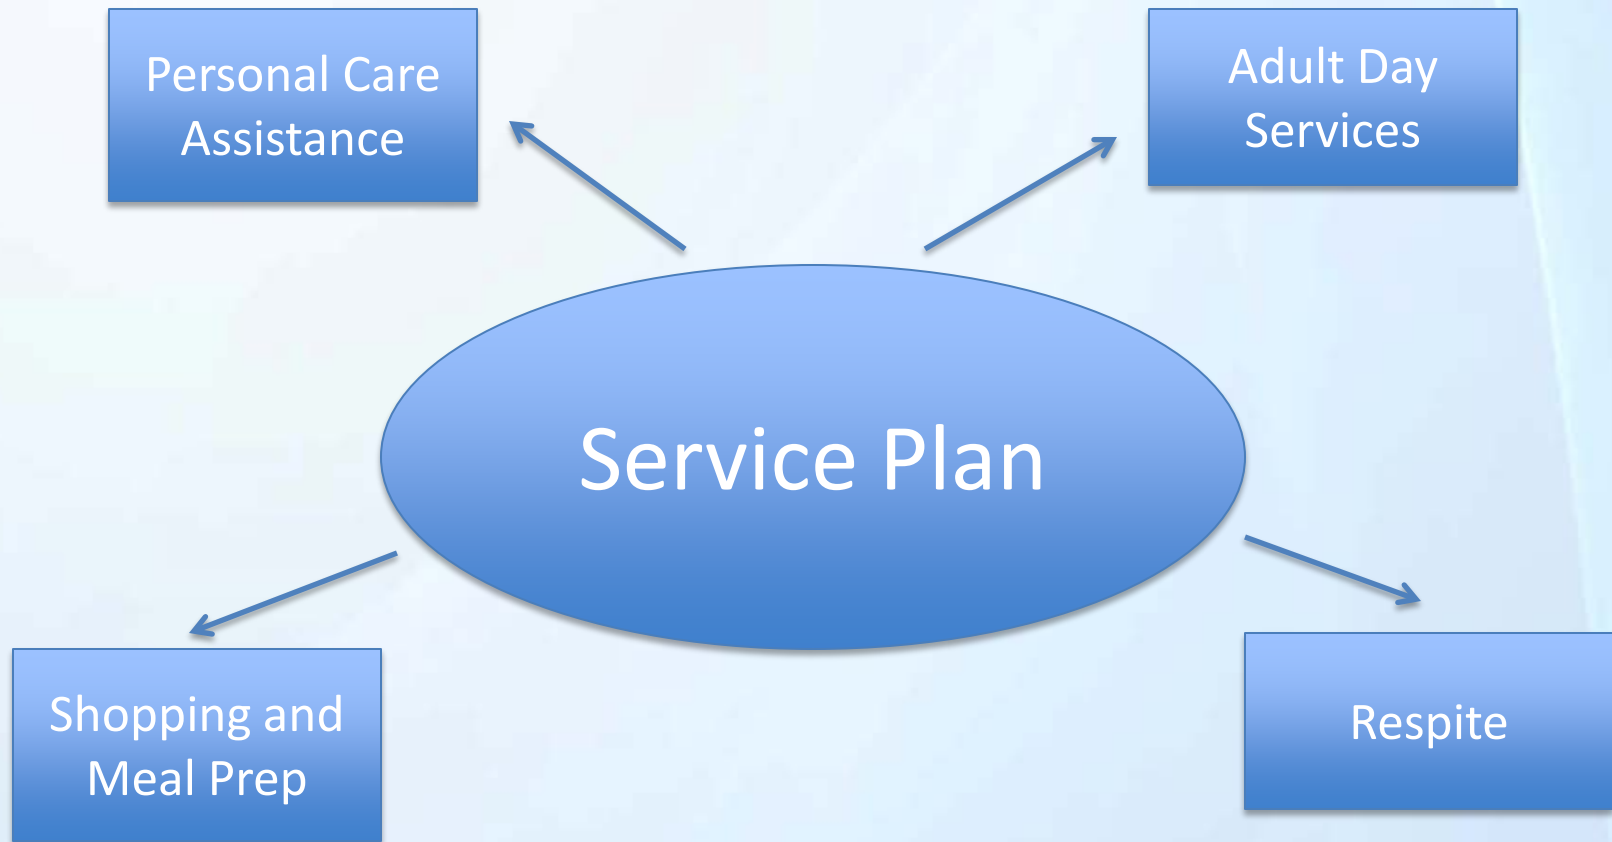 Personal Care
Assistance
Adult Day
Services
Service Plan
Shopping and
Meal Prep
Respite